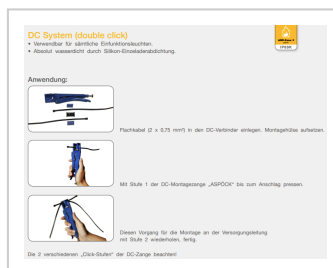 DC System (double click)
• Verwendbar für sämtliche Einfunktionsleuchten.
• Absolut wasserdicht durch Silikon-Einzeladerabdichtung.
IP69K
Anwendung:
Flachkabel (2 x 0,75 mm²) in den DC-Verbinder einlegen. Montagehülse aufsetzen.
Mit Stufe 1 der DC-Montagezange „ASPÖCK“ bis zum Anschlag pressen.
Diesen Vorgang für die Montage an der Versorgungsleitung
mit Stufe 2 wiederholen, fertig.
Die 2 verschiedenen „Click-Stufen“ der DC-Zange beachten!